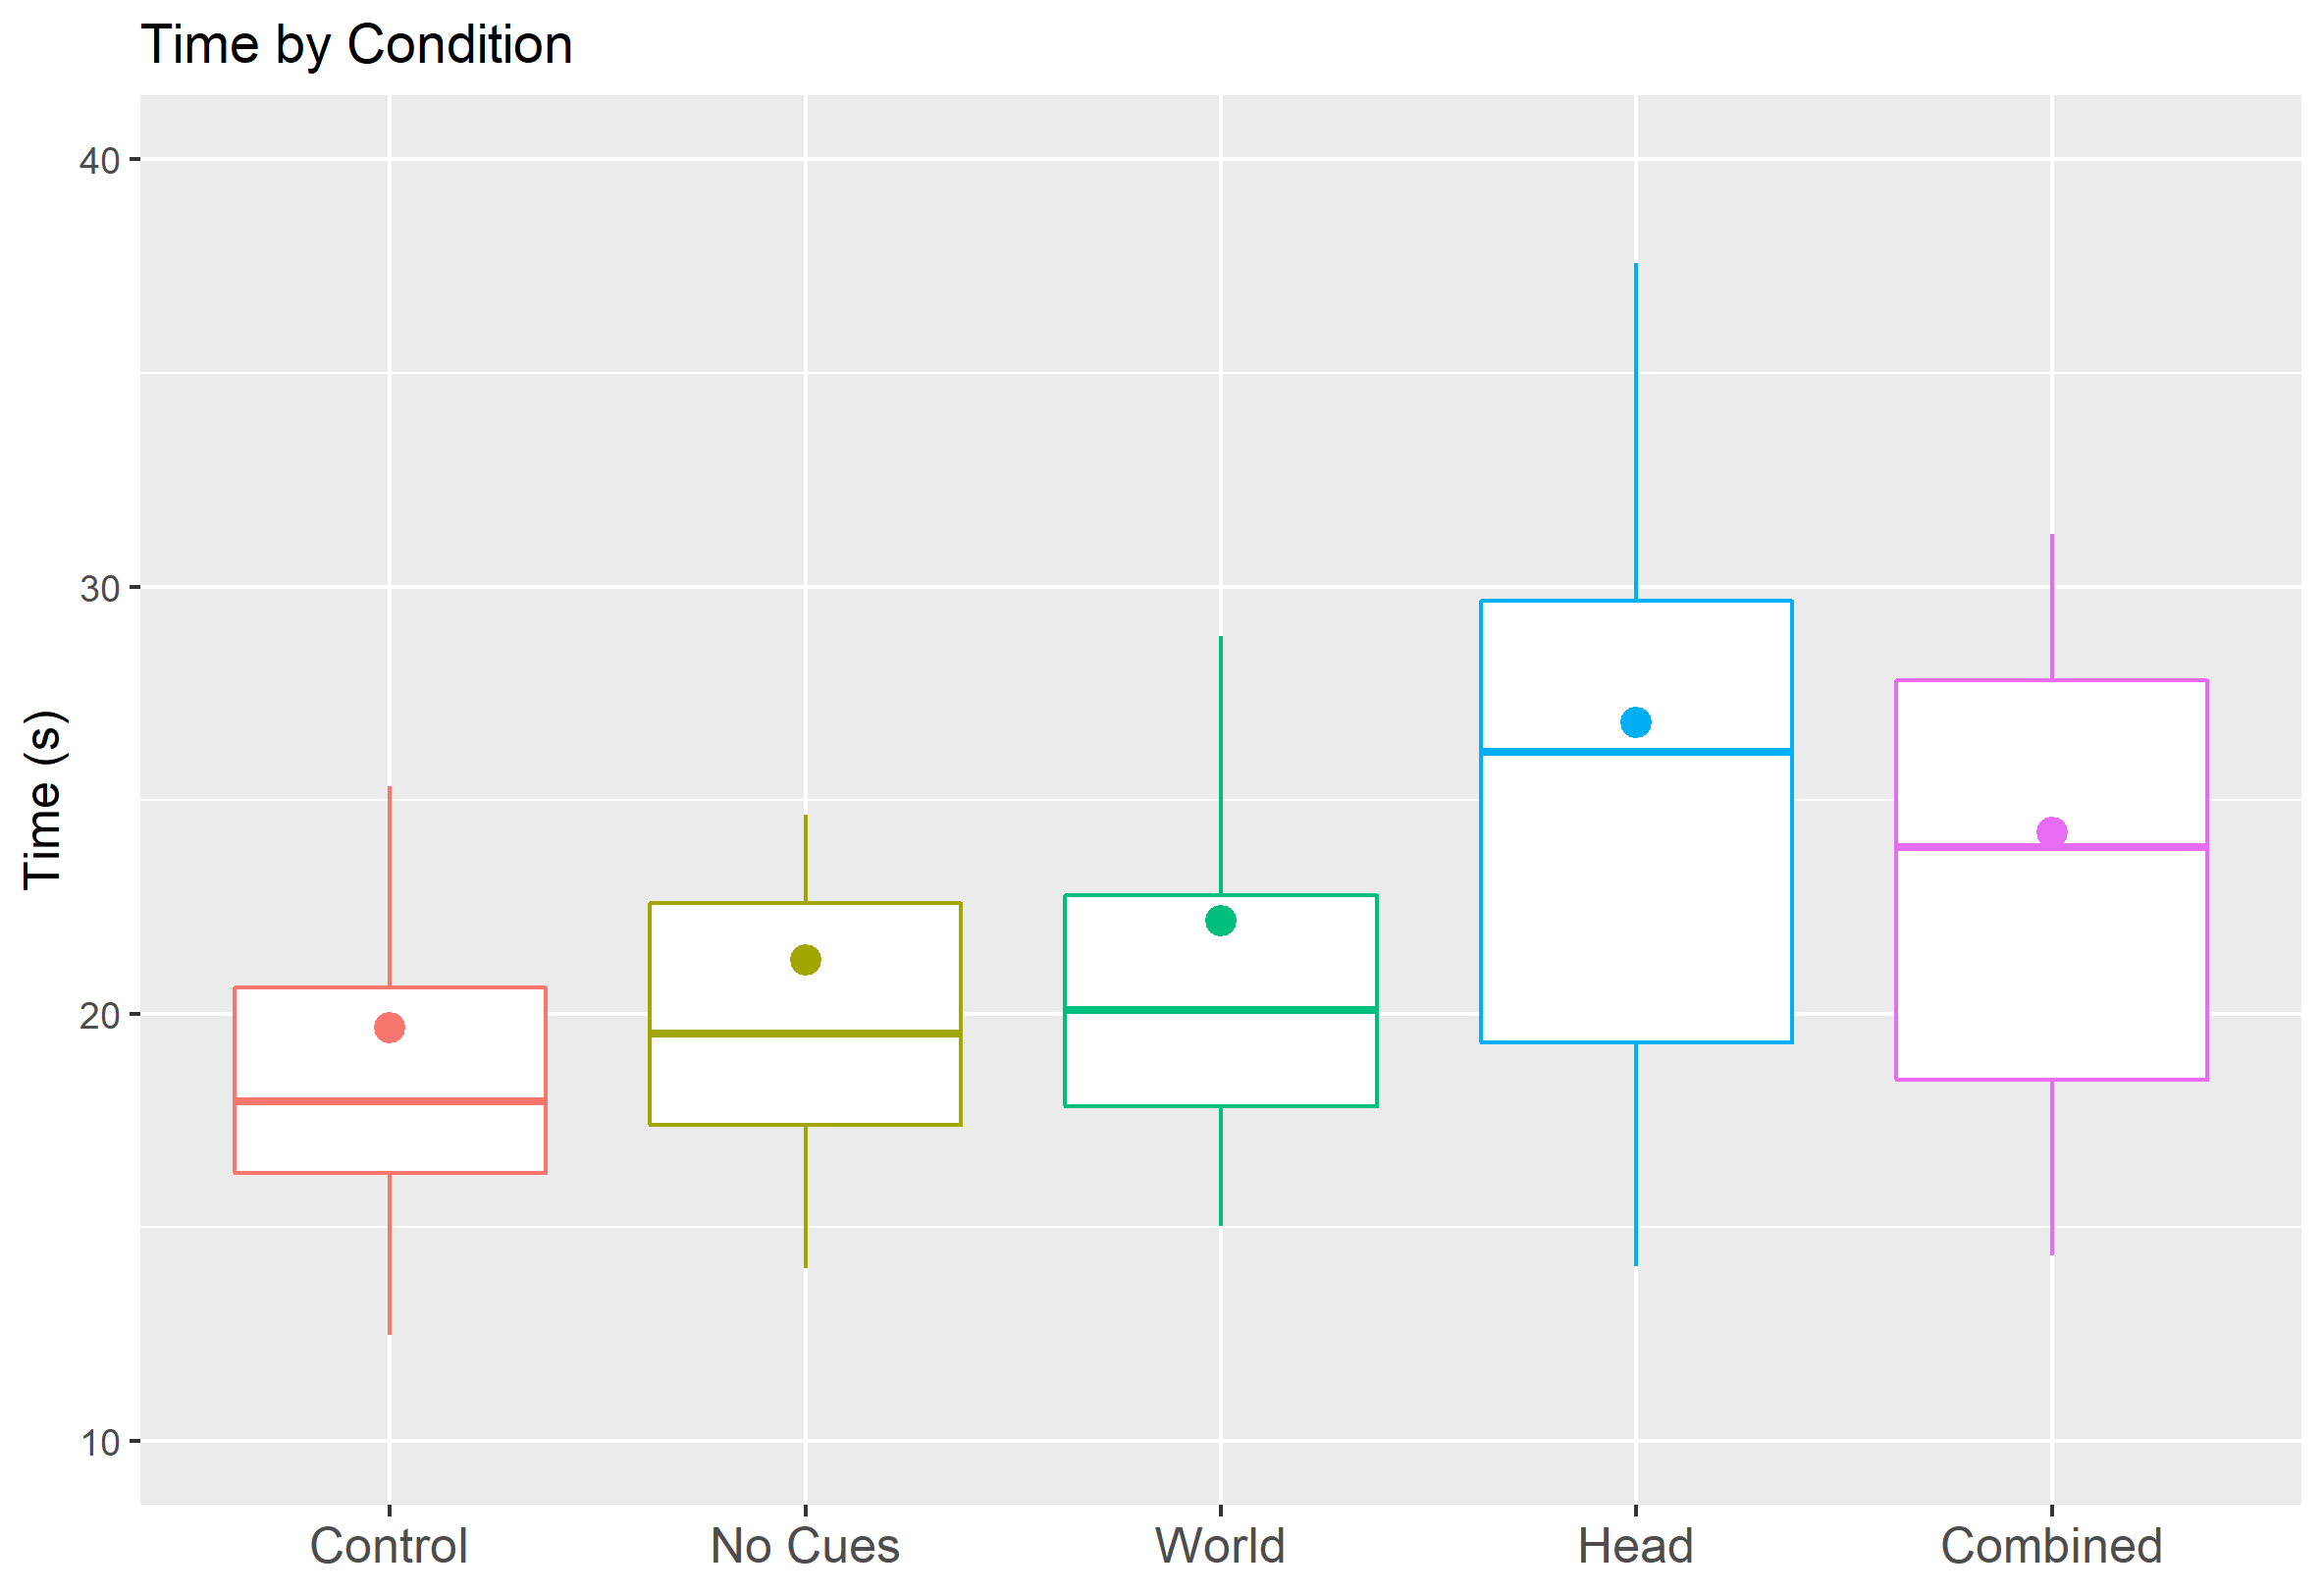 Time by Condition
Time (s)
40
30
20
10
Control
No Cues
World
Head
Combined